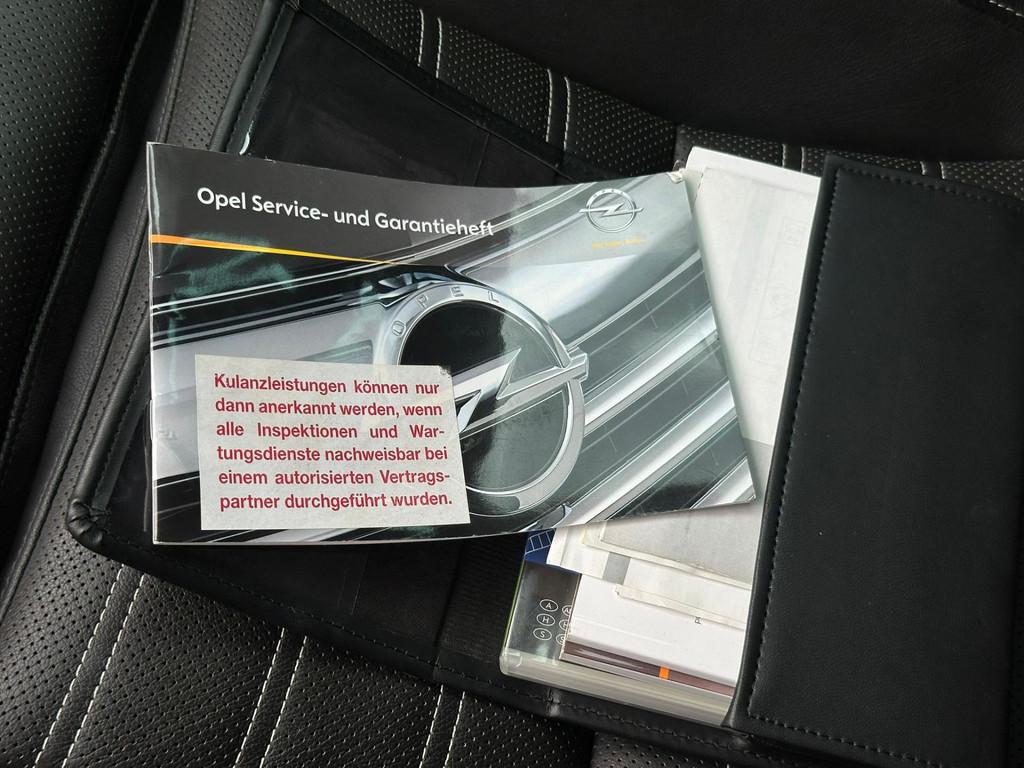 Opel Service- und Garantieheft
OPEL
Kulanzleistungen können nur
dann anerkannt werden, wenn
alle Inspektionen und War-
tungsdienste nachweisbar bei
einem autorisierten Vertrags-
partner durchgeführt wurden.